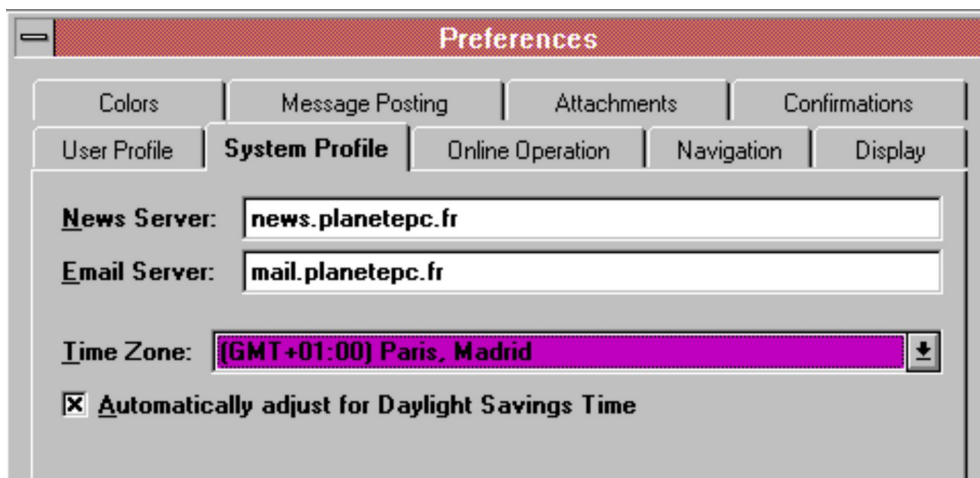 Preferences
Colors Message Posting Attachments Confirmations
User Profile System Profile Online Operation Navigation Display
News Server: news.planetepc.fr
Email Server: mail.planetepc.fr
Time Zone: (GMT+01:00) Paris, Madrid
Automatically adjust for Daylight Savings Time